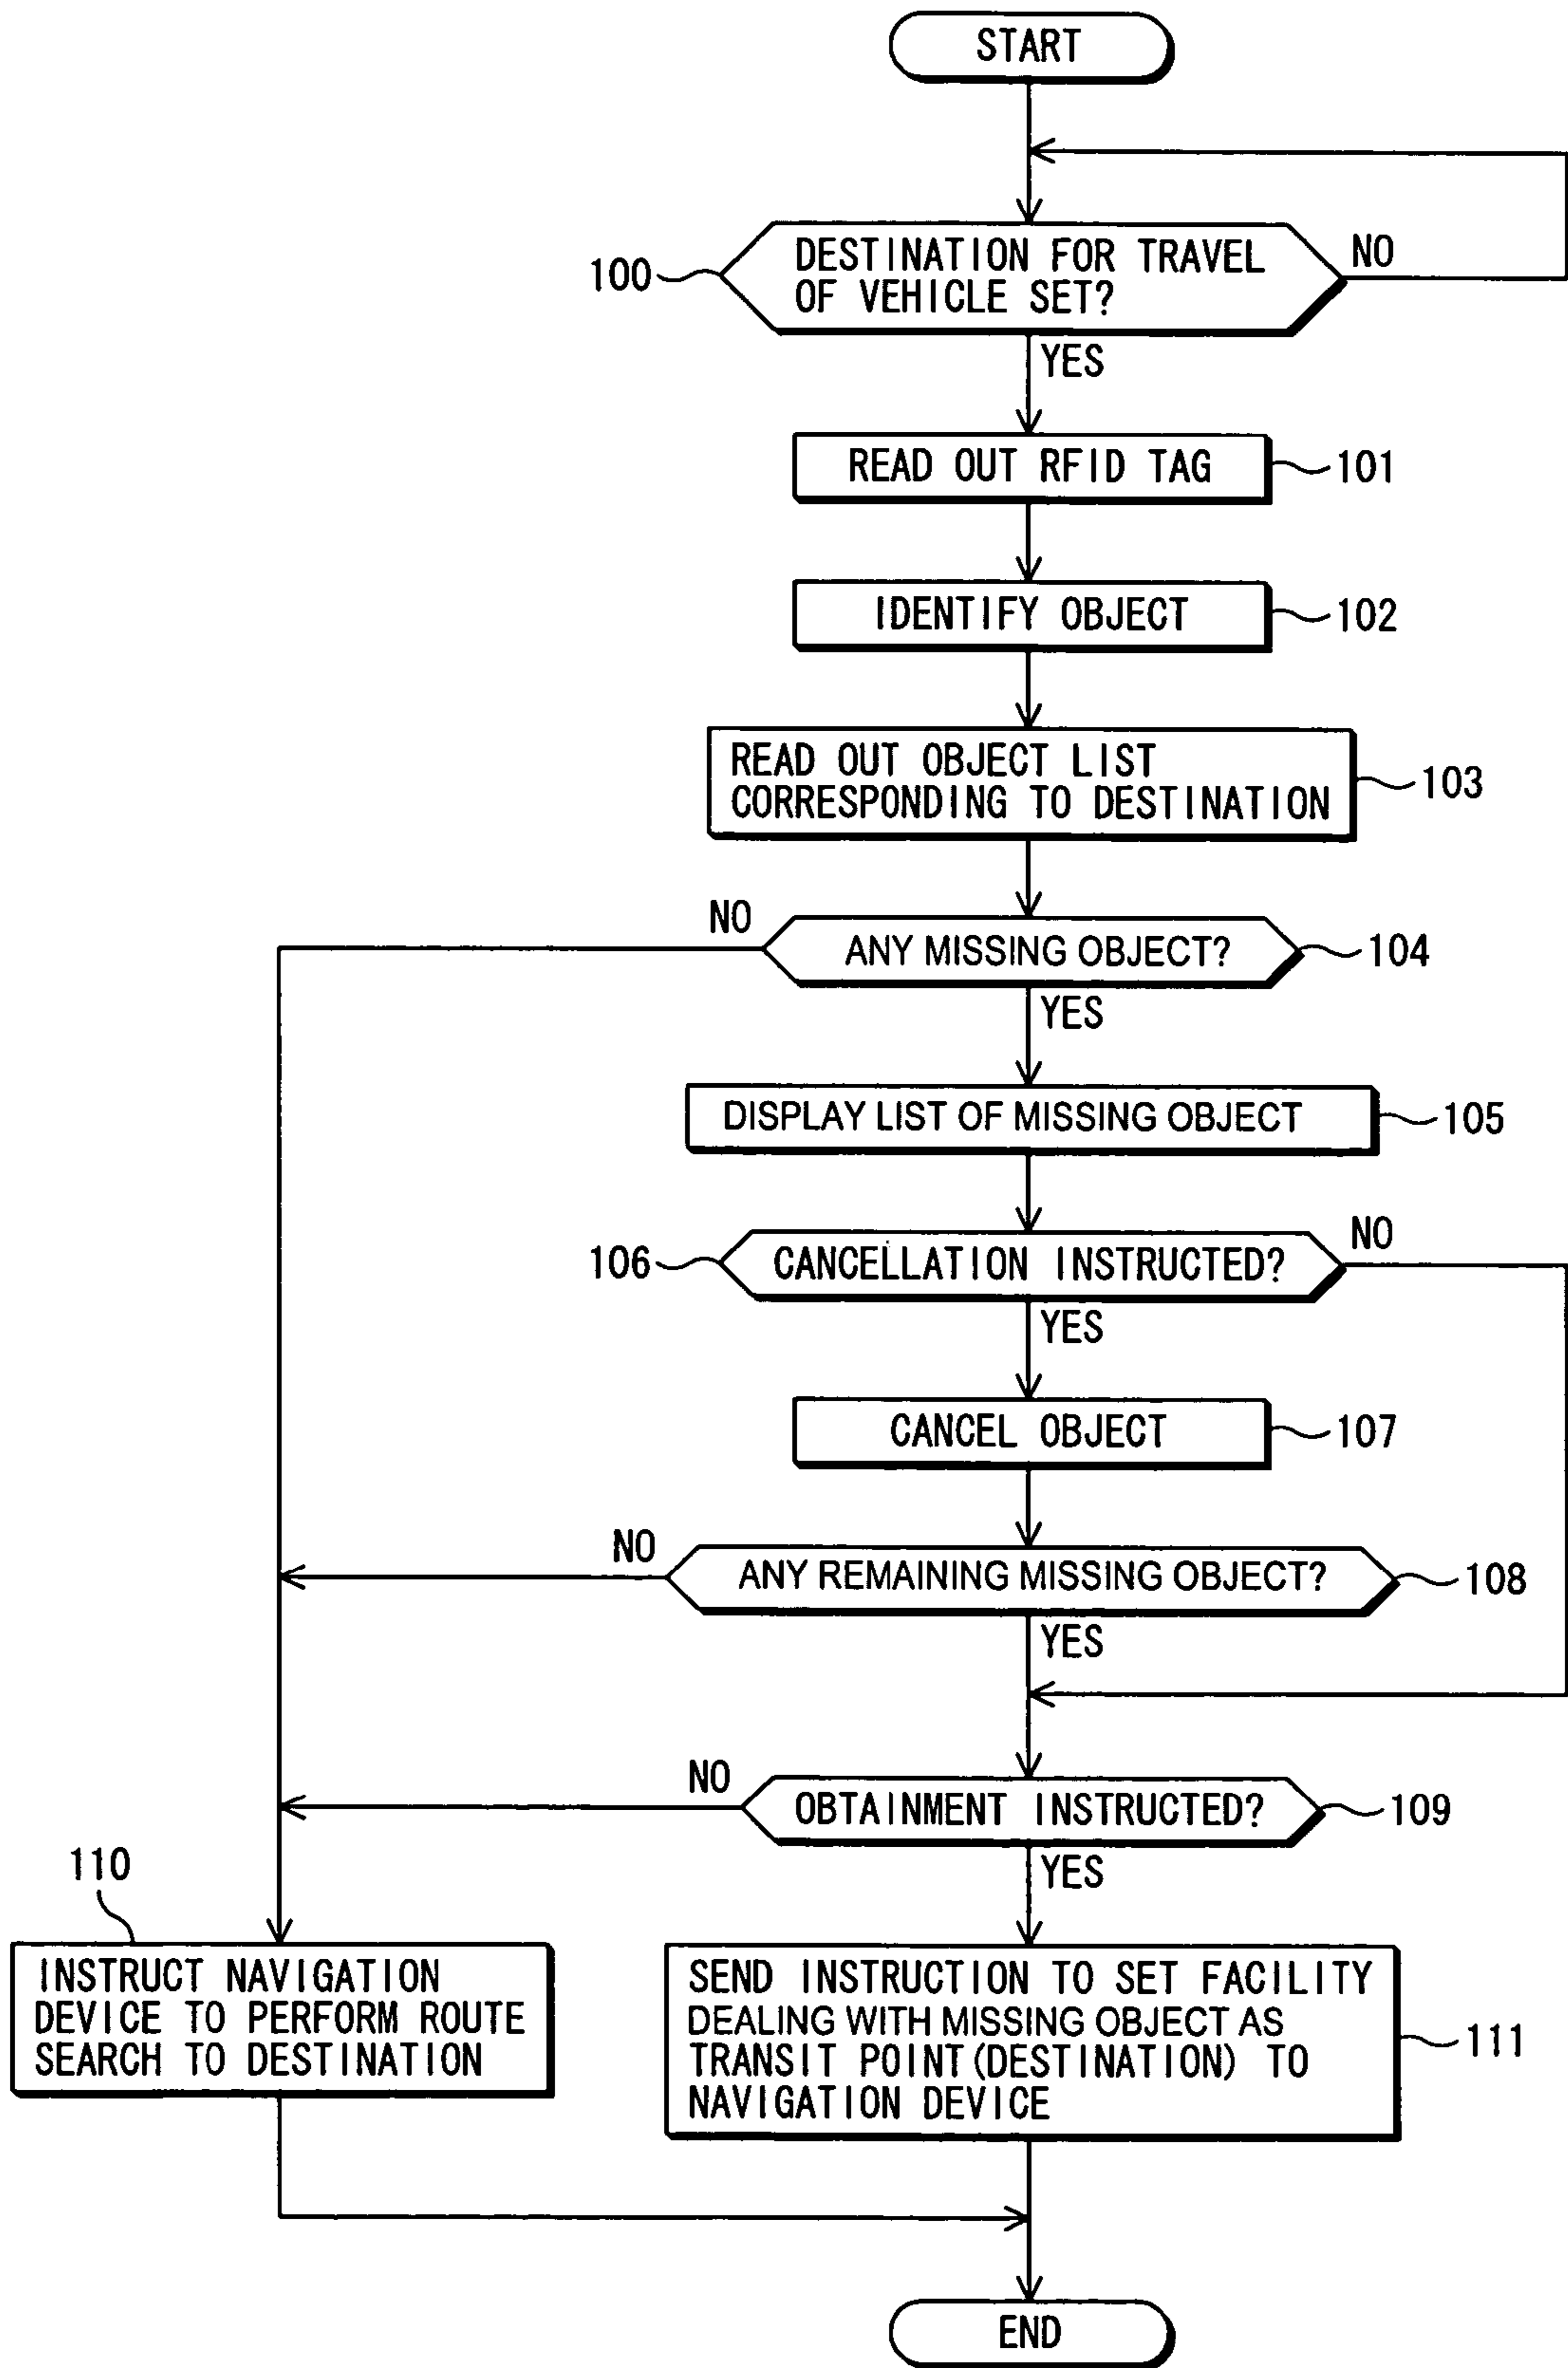 START
100
DESTINATION FOR TRAVEL
OF VEHICLE SET?
NO
YES
READ OUT RFID TAG
101
IDENTIFY OBJECT
102
READ OUT OBJECT LIST
CORRESPONDING TO DESTINATION
103
NO
ANY MISSING OBJECT?
104
YES
DISPLAY LIST OF MISSING OBJECT
105
106
CANCELLATION INSTRUCTED?
NO
YES
CANCEL OBJECT
107
NO
ANY REMAINING MISSING OBJECT?
108
YES
NO
OBTAINMENT INSTRUCTED?
109
YES
110
INSTRUCT NAVIGATION
DEVICE TO PERFORM ROUTE
SEARCH TO DESTINATION
SEND INSTRUCTION TO SET FACILITY
DEALING WITH MISSING OBJECT AS
TRANSIT POINT(DESTINATION) TO
NAVIGATION DEVICE
111
END